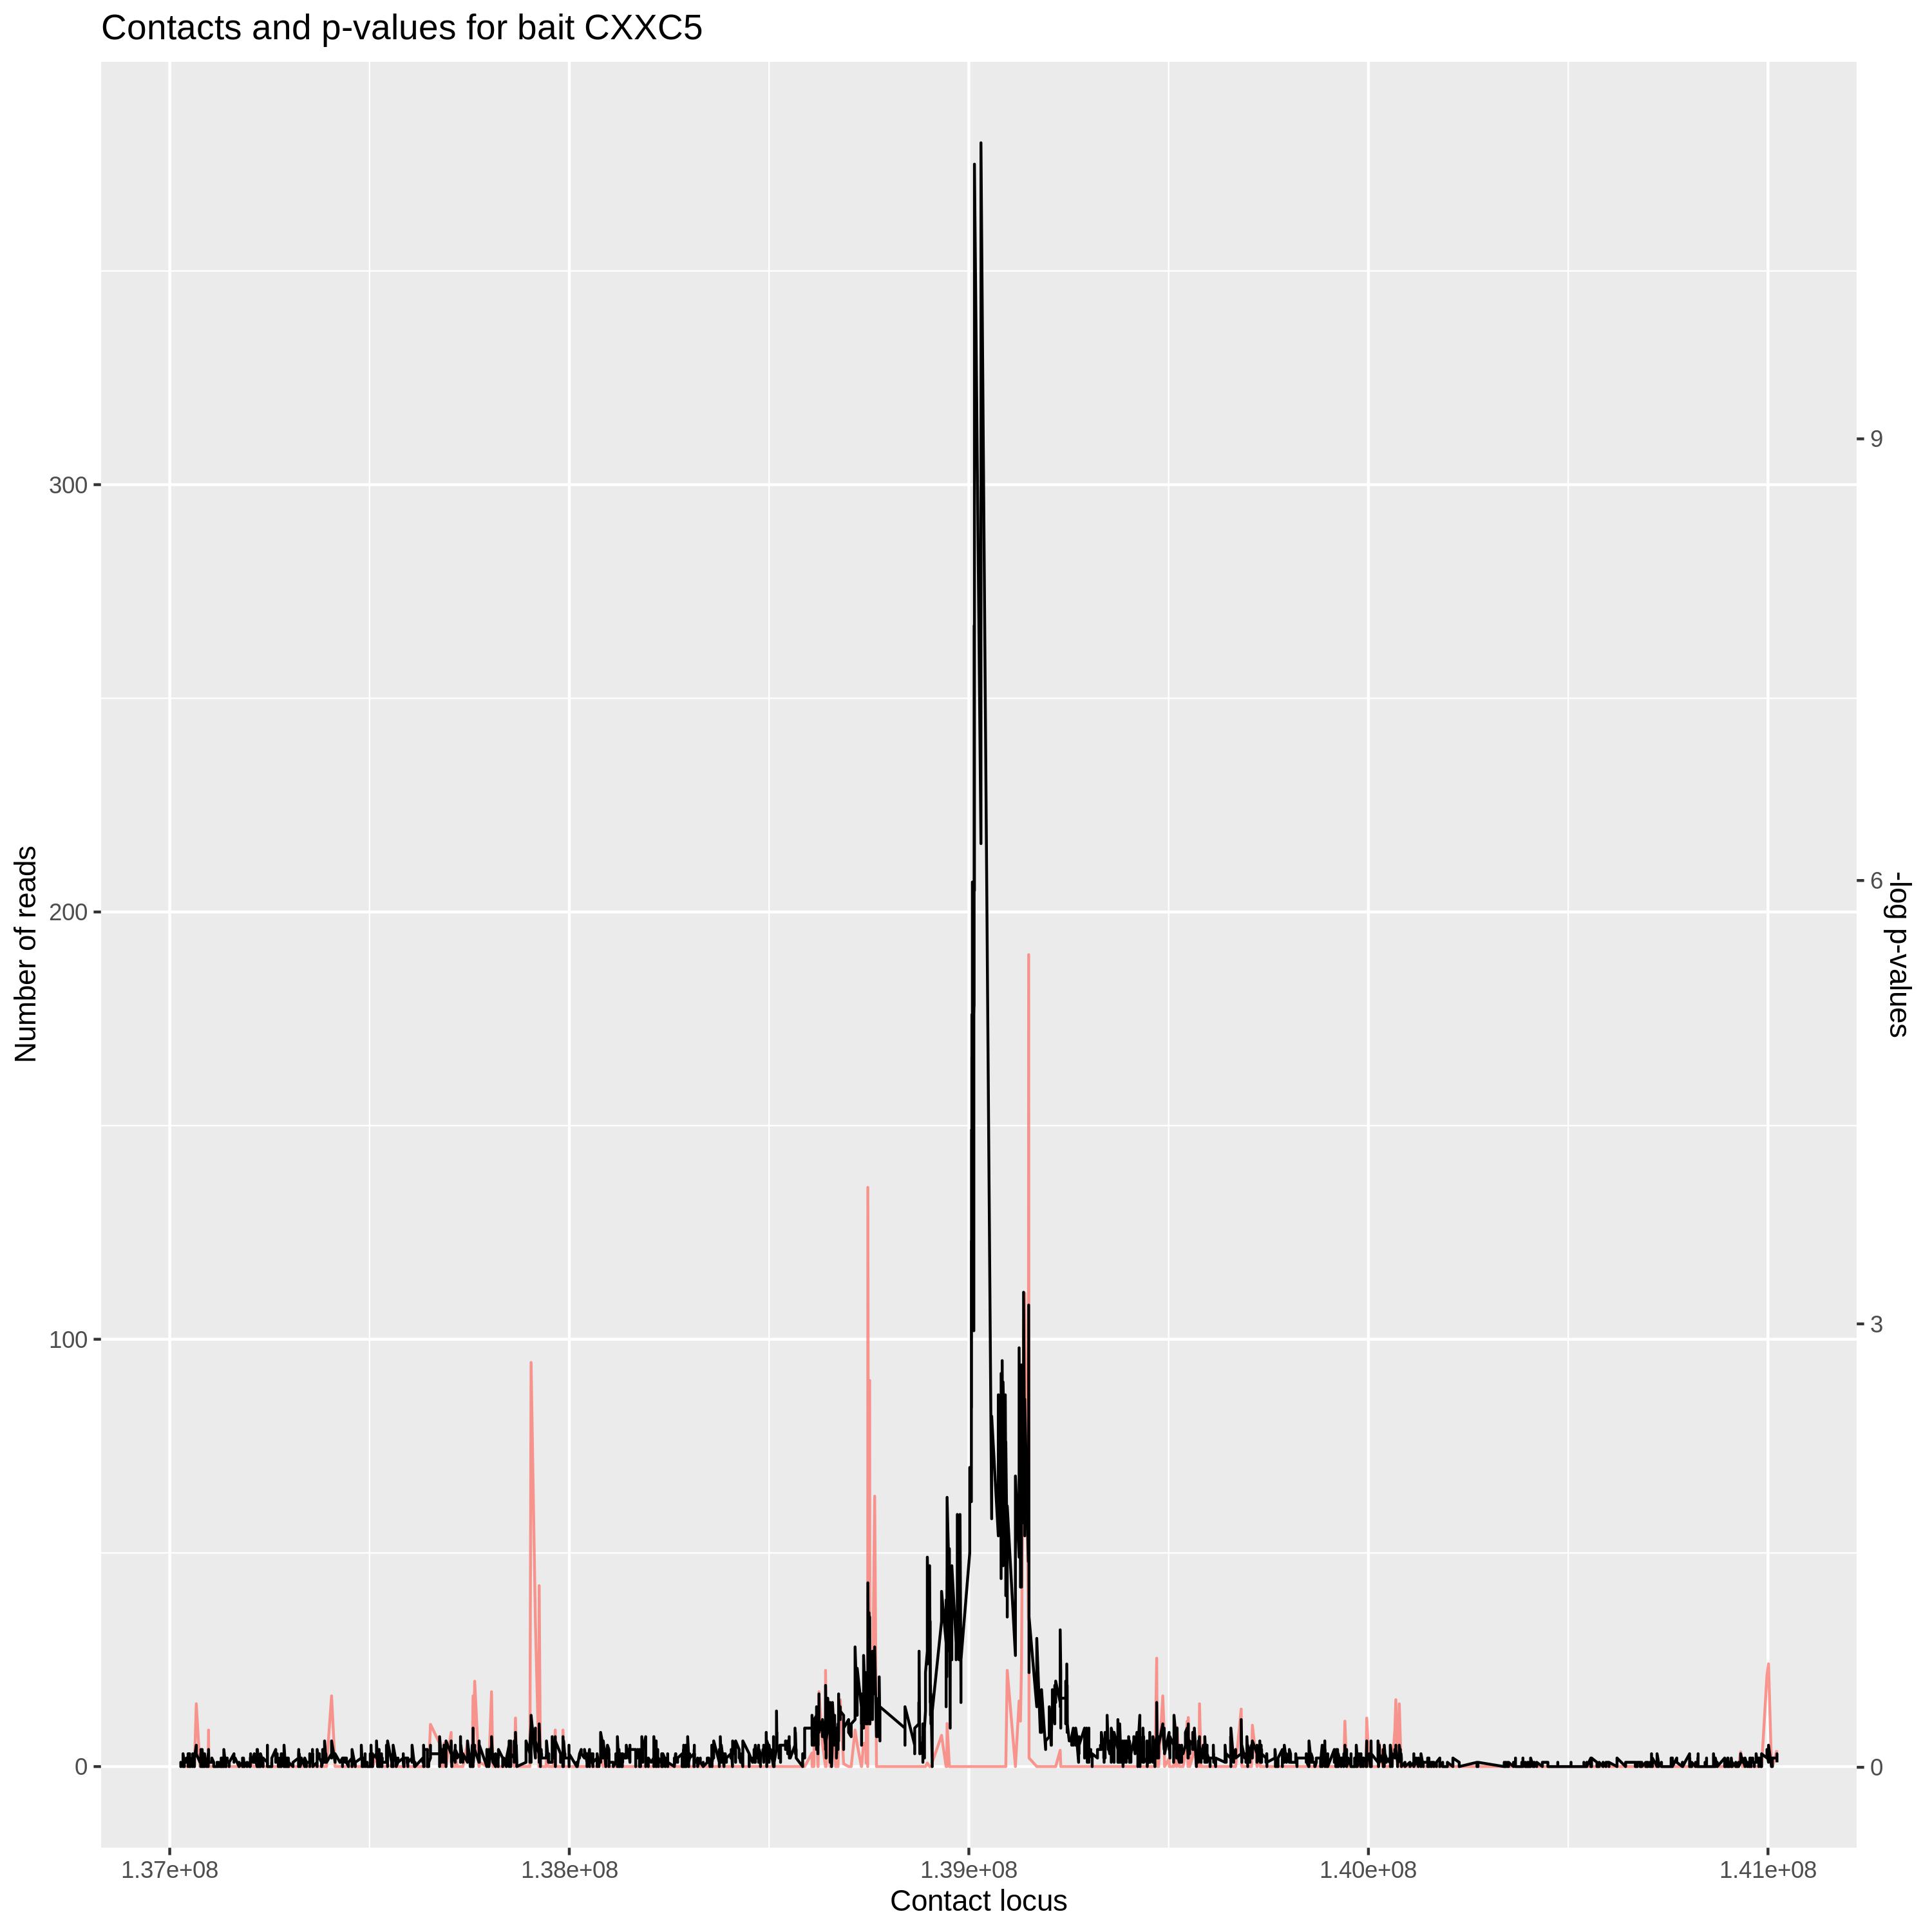 Contacts and p-values for bait CXXC5
Number of reads
300
200
100
0
9
6
3
0
-log p-values
1.37e+08
1.38e+08
1.39e+08
1.40e+08
1.41e+08
Contact locus